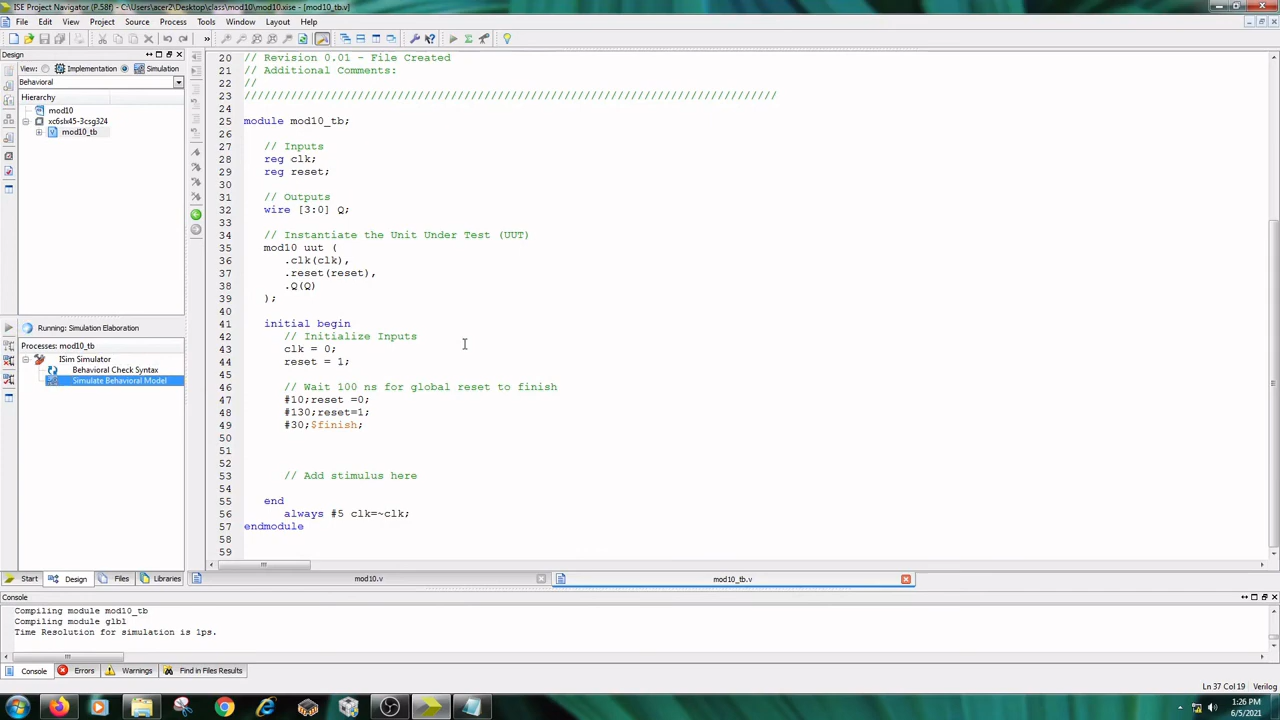 ISE Project Navigator (P.58f) - C:\Users\acer2\Desktop\class\mod10\mod10.xise - [mod10_tb.v]
File Edit View Project Source Process Tools Window Layout Help
Design
View: Implementation Simulation
Behavioral
Hierarchy
mod10
xc6slx45-3csg324
mod10_tb
Running: Simulation Elaboration
Processes: mod10_tb
ISim Simulator
Behavioral Check Syntax
Simulate Behavioral Model
Start Design Files Libraries
20 // Revision 0.01 - File Created
21 // Additional Comments:
22 //
23 ////////////////////////////////////////////////////////////////////////////////
24
25 module mod10_tb;
26
27 // Inputs
28 reg clk;
29 reg reset;
30
31 // Outputs
32 wire [3:0] Q;
33
34 // Instantiate the Unit Under Test (UUT)
35 mod10 uut (
36 .clk(clk),
37 .reset(reset),
38 .Q(Q)
39 );
40
41 initial begin
42 // Initialize Inputs
43 clk = 0;
44 reset = 1;
45
46 // Wait 100 ns for global reset to finish
47 #10;reset =0;
48 #130;reset=1;
49 #30;$finish;
50
51
52
53 // Add stimulus here
54
55 end
56 always #5 clk=~clk;
57 endmodule
58
59
mod10.v mod10_tb.v
Console
Compiling module mod10_tb
Compiling module glbl
Time Resolution for simulation is 1ps.
Console Errors Warnings Find in Files Results
Ln 37 Col 19 Verilog
1:26 PM
6/5/2021